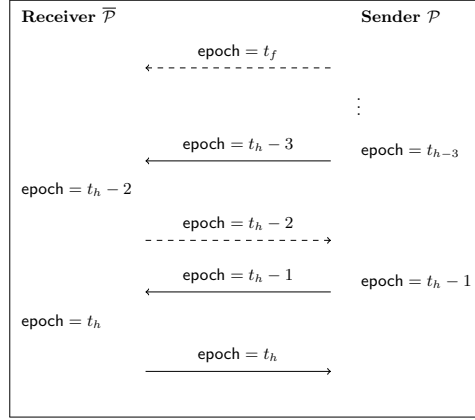 Receiver $\overline{\mathcal{P}}$ Sender $\mathcal{P}$
epoch = $t_f$
⋮
epoch = $t_h - 3$
epoch = $t_{h-3}$
epoch = $t_h - 2$
epoch = $t_h - 2$
epoch = $t_h - 1$
epoch = $t_h - 1$
epoch = $t_h$
epoch = $t_h$